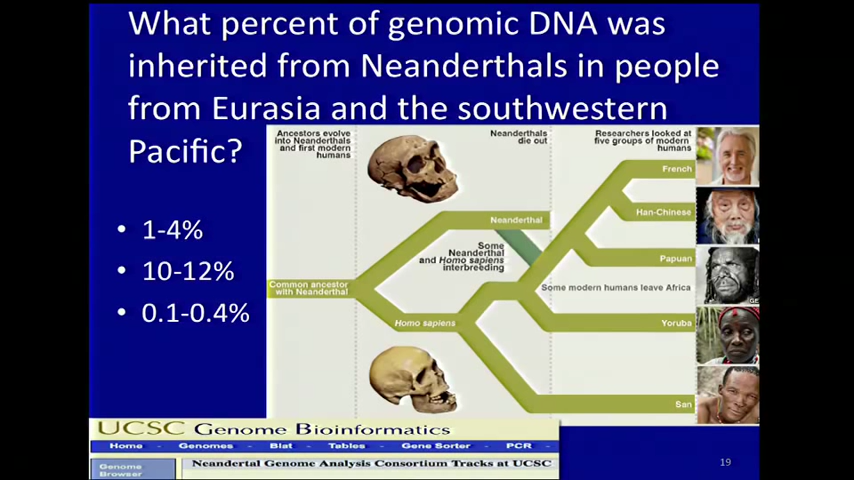 What percent of genomic DNA was
inherited from Neanderthals in people
from Eurasia and the southwestern
Pacific?
• 1-4%
• 10-12%
• 0.1-0.4%
Ancestors evolve
into Neanderthals
and first modern
humans
Neanderthals
die out
Researchers looked at
five groups of modern
humans
French
Han-Chinese
Neanderthal
Some
Neanderthal
and Homo sapiens
interbreeding
Papuan
Common ancestor
with Neanderthal
Some modern humans leave Africa
GE
Homo sapiens
Yoruba
San
UCSC Genome Bioinformatics
Home - Genomes - Blat - Tables - Gene Sorter - PCR -
Genome
Browser
Neandertal Genome Analysis Consortium Tracks at UCSC
19